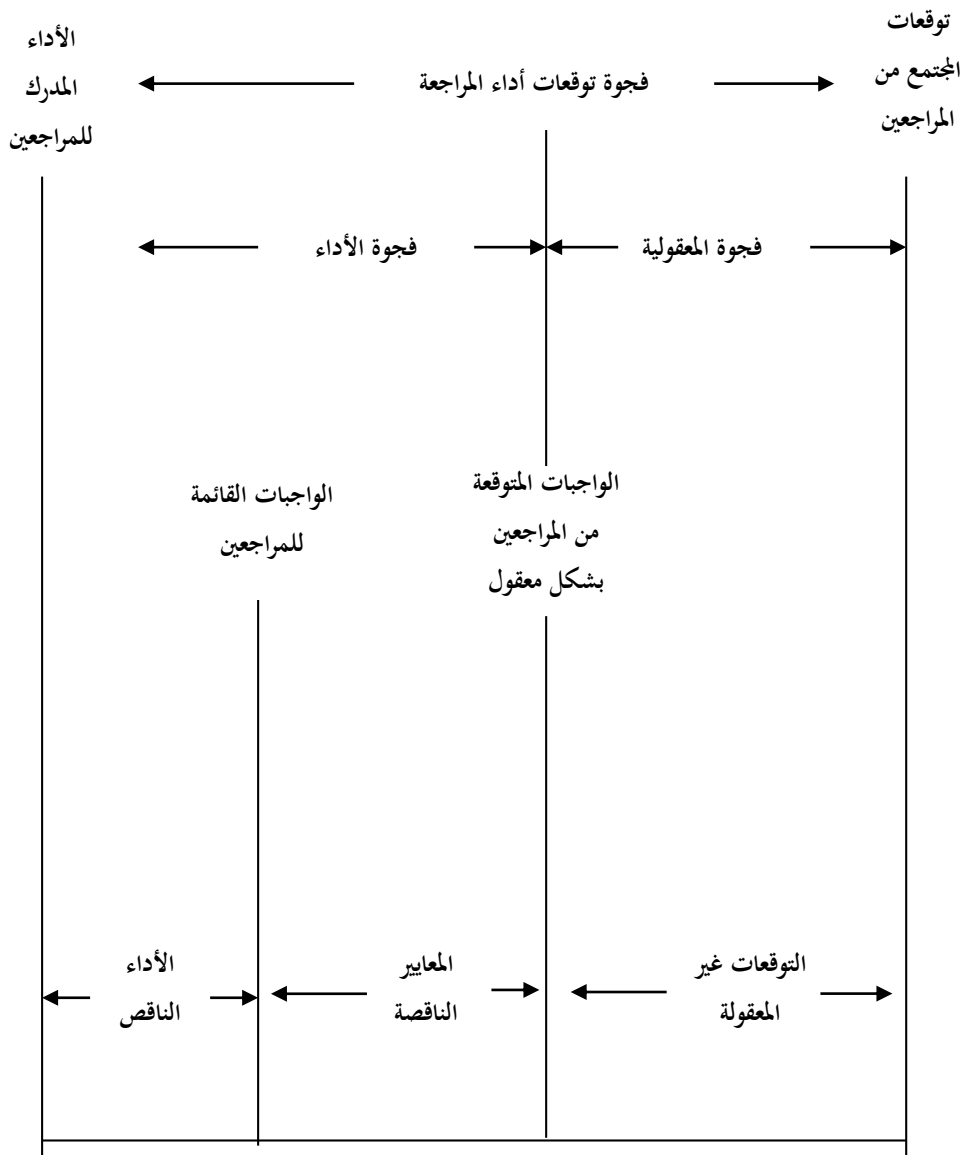 توقعات
المجتمع من
المراجعين
فجوة توقعات أداء المراجعة
الأداء
المدرك
للمراجعين
فجوة المعقولية
فجوة الأداء
الواجبات المتوقعة
من المراجعين
بشكل معقول
الواجبات القائمة
للمراجعين
التوقعات غير
المعقولة
المعايير
الناقصة
الأداء
الناقص